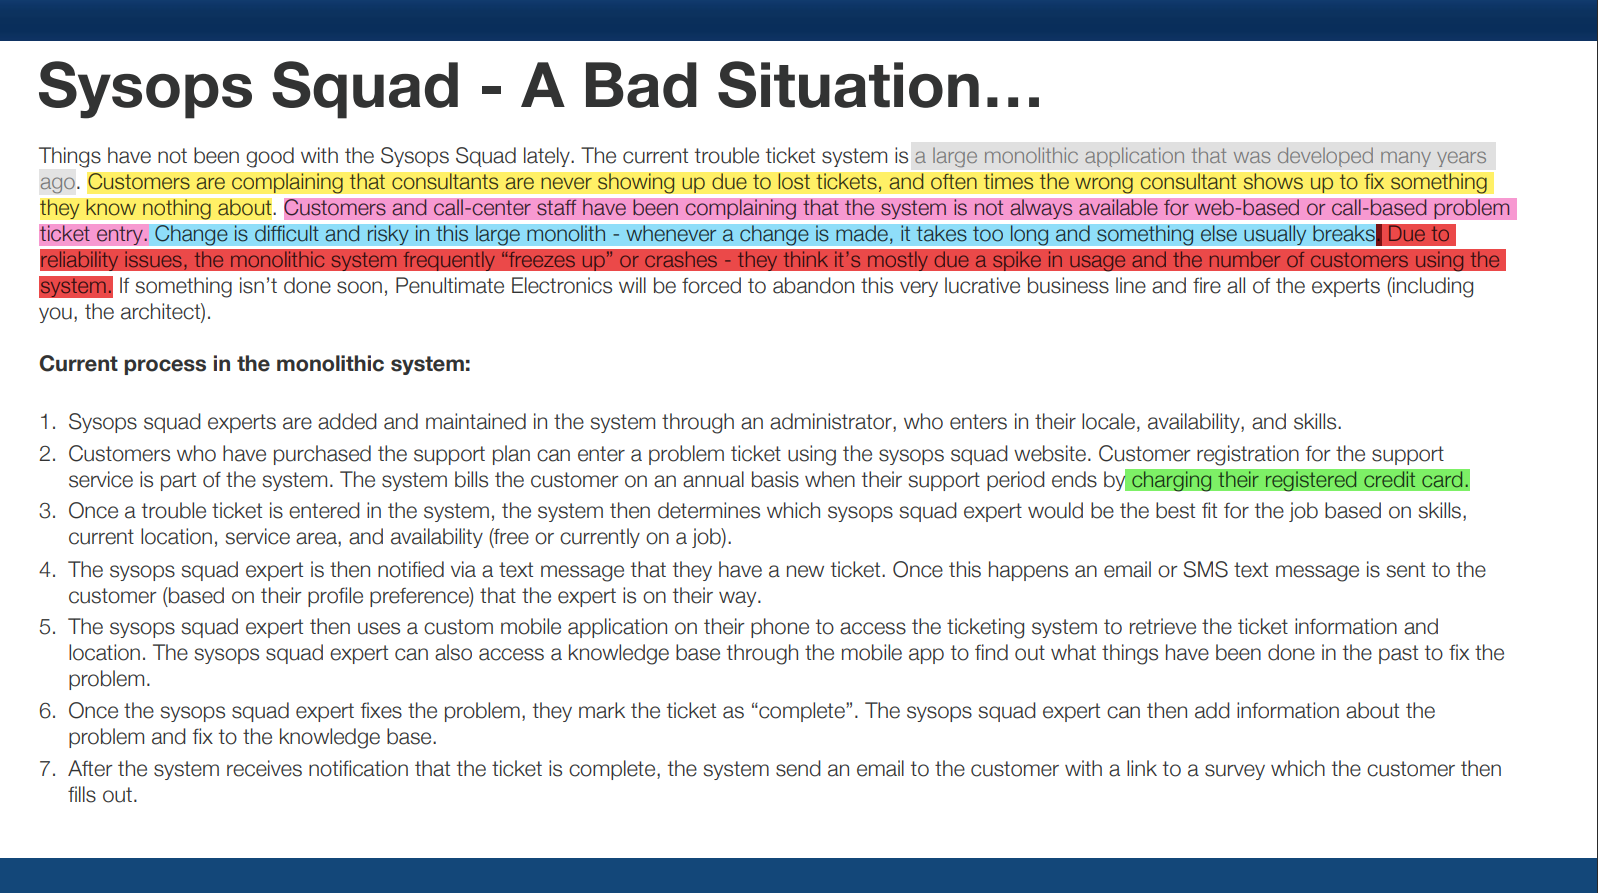 Sysops Squad - A Bad Situation…
Things have not been good with the Sysops Squad lately. The current trouble ticket system is a large monolithic application that was developed many years
ago. Customers are complaining that consultants are never showing up due to lost tickets, and often times the wrong consultant shows up to fix something
they know nothing about. Customers and call-center staff have been complaining that the system is not always available for web-based or call-based problem
ticket entry. Change is difficult and risky in this large monolith - whenever a change is made, it takes too long and something else usually breaks. Due to
reliability issues, the monolithic system frequently “freezes up” or crashes - they think it’s mostly due a spike in usage and the number of customers using the
system. If something isn’t done soon, Penultimate Electronics will be forced to abandon this very lucrative business line and fire all of the experts (including
you, the architect).
Current process in the monolithic system:
1. Sysops squad experts are added and maintained in the system through an administrator, who enters in their locale, availability, and skills.
2. Customers who have purchased the support plan can enter a problem ticket using the sysops squad website. Customer registration for the support
service is part of the system. The system bills the customer on an annual basis when their support period ends by charging their registered credit card.
3. Once a trouble ticket is entered in the system, the system then determines which sysops squad expert would be the best fit for the job based on skills,
current location, service area, and availability (free or currently on a job).
4. The sysops squad expert is then notified via a text message that they have a new ticket. Once this happens an email or SMS text message is sent to the
customer (based on their profile preference) that the expert is on their way.
5. The sysops squad expert then uses a custom mobile application on their phone to access the ticketing system to retrieve the ticket information and
location. The sysops squad expert can also access a knowledge base through the mobile app to find out what things have been done in the past to fix the
problem.
6. Once the sysops squad expert fixes the problem, they mark the ticket as “complete”. The sysops squad expert can then add information about the
problem and fix to the knowledge base.
7. After the system receives notification that the ticket is complete, the system send an email to the customer with a link to a survey which the customer then
fills out.